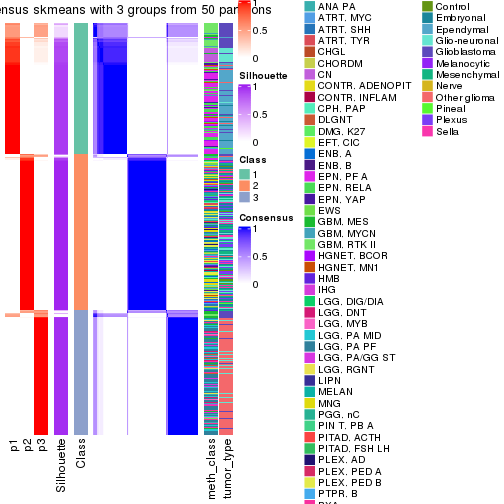 ensus skmeans with 3 groups from 50 partitions
1
0.5
0
Silhouette
1
0.5
0
Class
1
2
3
Consensus
1
0.5
0
p1
p2
p3
Silhouette
Class
meth_class
tumor_type
ANA PA
ATRT. MYC
ATRT. SHH
ATRT. TYR
CHGL
CHORDM
CN
CONTR. ADENOPIT
CONTR. INFLAM
CPH. PAP
DLGNT
DMG. K27
EFT. CIC
ENB. A
ENB. B
EPN. PF A
EPN. RELA
EPN. YAP
EWS
GBM. MES
GBM. MYCN
GBM. RTK II
HGNET. BCOR
HGNET. MN1
HMB
IHG
LGG. DIG/DIA
LGG. DNT
LGG. MYB
LGG. PA MID
LGG. PA PF
LGG. PA/GG ST
LGG. RGNT
LIPN
MELAN
MNG
PGG. nC
PIN T. PB A
PITAD. ACTH
PITAD. FSH LH
PLEX. AD
PLEX. PED A
PLEX. PED B
PTPR. B
Control
Embryonal
Ependymal
Glio-neuronal
Glioblastoma
Melanocytic
Mesenchymal
Nerve
Other glioma
Pineal
Plexus
Sella